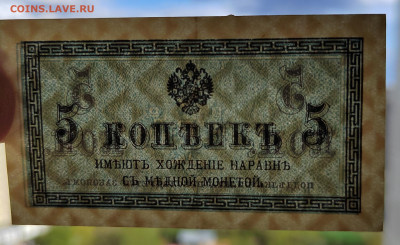 COINS.LAVE.RU
5 КОПѢЕКЪ 5
ИМѢЮТЪ ХОЖДЕНІЕ НАРАВНѢ
СЪ МѢДНОЙ МОНЕТОЙ.